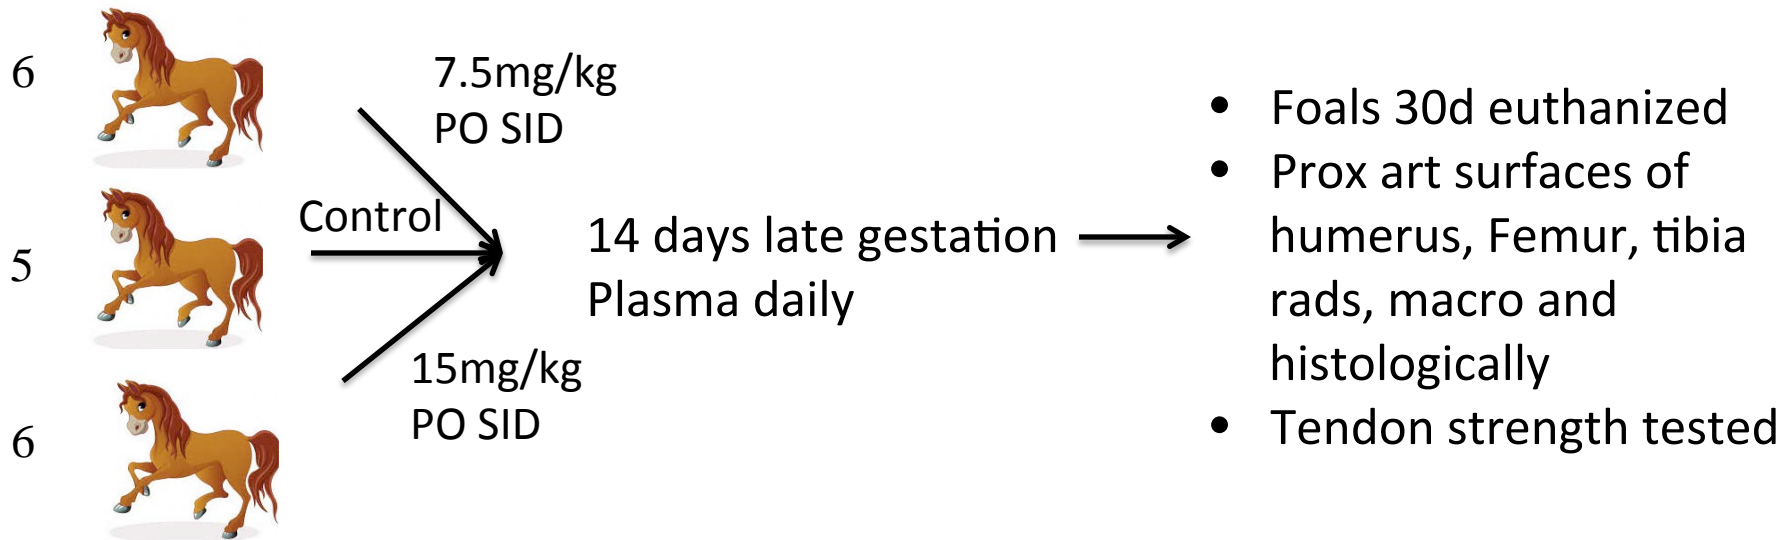 6
7.5mg/kg
PO SID
Control
5
15mg/kg
PO SID
6
14 days late gestation
Plasma daily
• Foals 30d euthanized
• Prox art surfaces of
humerus, Femur, tibia
rads, macro and
histologically
• Tendon strength tested